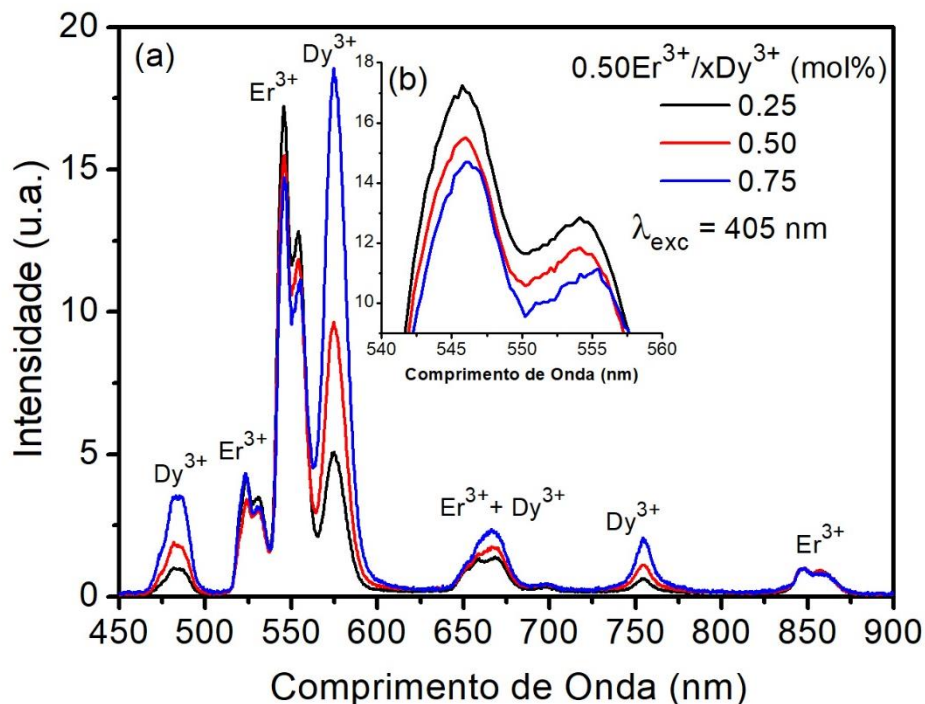 (a)
Dy³⁺
Er³⁺
(b)
0.50Er³⁺/xDy³⁺ (mol%)
0.25
0.50
0.75
λexc = 405 nm
18
16
14
12
10
540 545 550 555 560
Comprimento de Onda (nm)
Dy³⁺
Er³⁺
Er³⁺ + Dy³⁺
Dy³⁺
Er³⁺
20
15
10
5
0
Intensidade (u.a.)
450 500 550 600 650 700 750 800 850 900
Comprimento de Onda (nm)